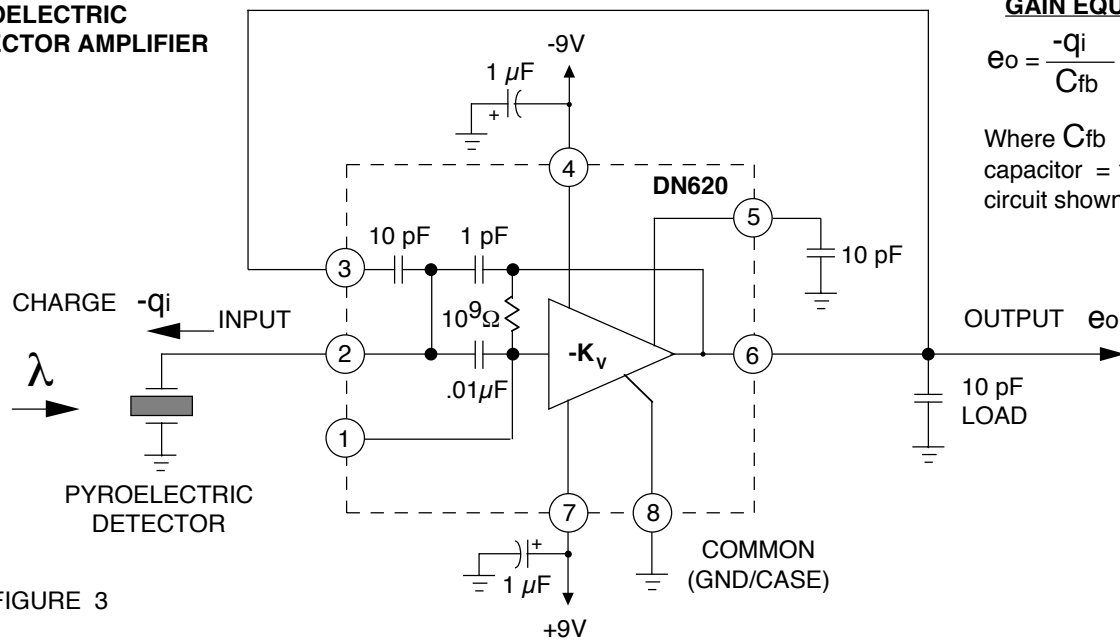 OELECTRIC
ECTOR AMPLIFIER
GAIN EQU
eo = -qi
Cfb
Where Cfb
capacitor =
circuit shown
-9V
1 µF
+
4
DN620
5
10 pF
10 pF
1 pF
3
CHARGE -qi
INPUT
10⁹Ω
OUTPUT eo
λ
2
-KV
6
.01µF
10 pF
LOAD
1
PYROELECTRIC
DETECTOR
7
8
COMMON
(GND/CASE)
+
1 µF
FIGURE 3
+9V